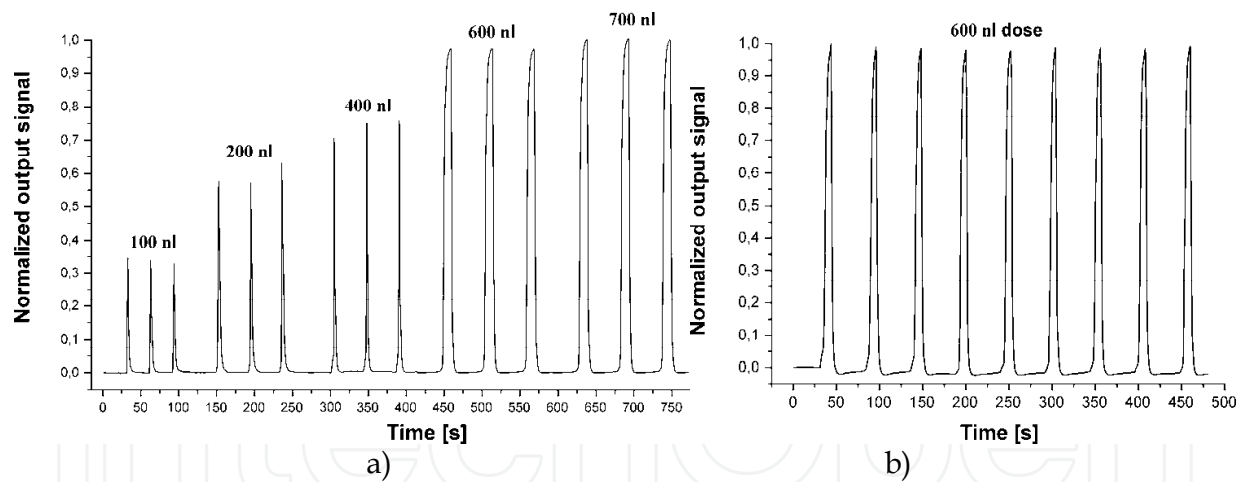 700 nl
600 nl
400 nl
200 nl
100 nl
Normalized output signal
1,0
0,9
0,8
0,7
0,6
0,5
0,4
0,3
0,2
0,1
0,0
0 50 100 150 200 250 300 350 400 450 500 550 600 650 700 750
Time [s]
a)
600 nl dose
Normalized output signal
1,0
0,9
0,8
0,7
0,6
0,5
0,4
0,3
0,2
0,1
0,0
0 50 100 150 200 250 300 350 400 450 500
Time [s]
b)